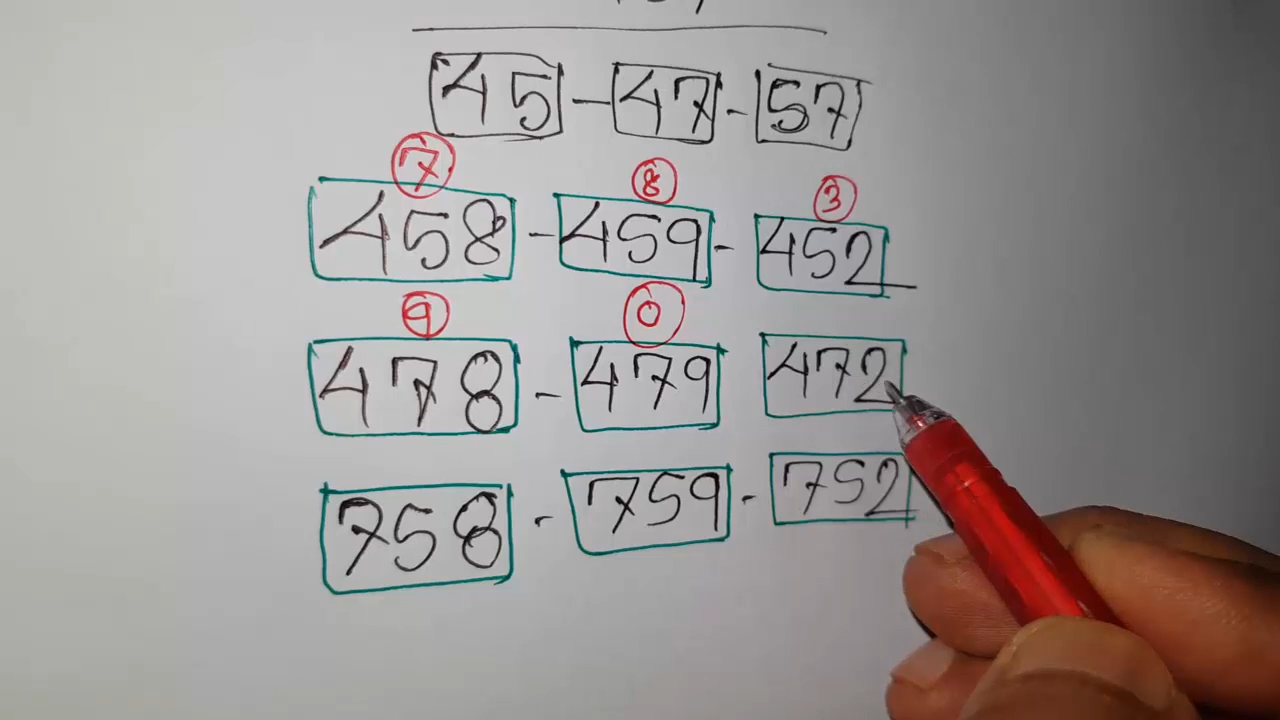 45 - 47 - 57
7 8 3
458 - 459 - 452
9 0
478 - 479 472
758 - 759 - 752